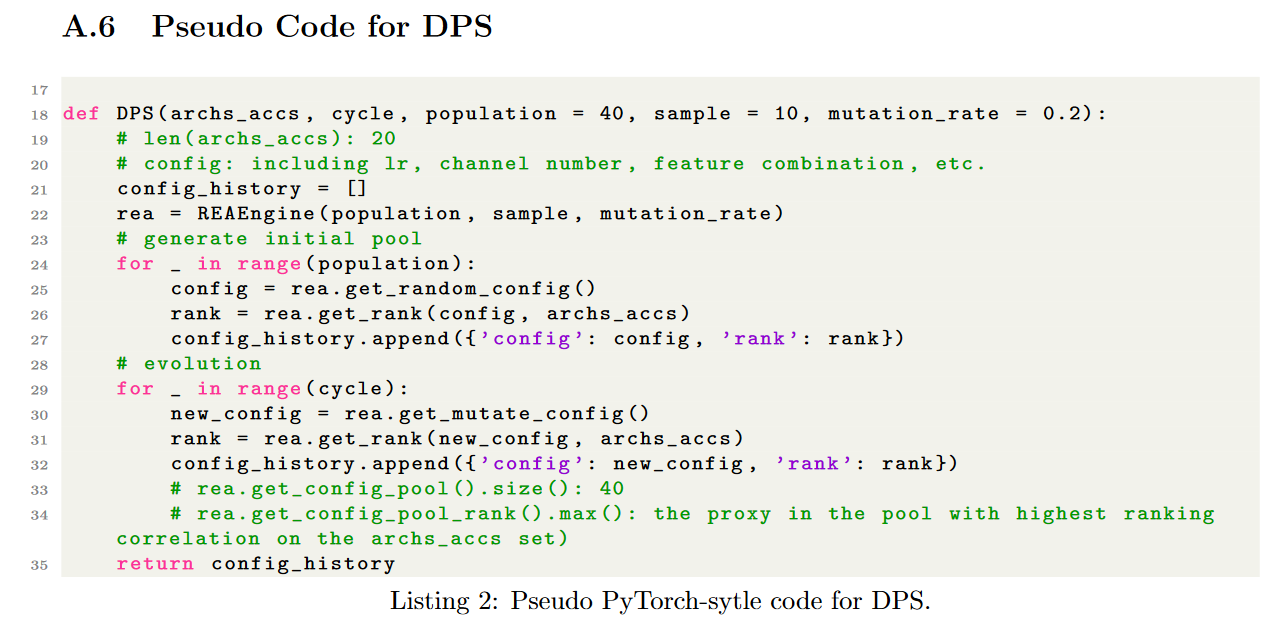 A.6 Pseudo Code for DPS
17
18 def DPS(archs_accs, cycle, population = 40, sample = 10, mutation_rate = 0.2):
19     # len(archs_accs): 20
20     # config: including lr, channel number, feature combination, etc.
21     config_history = []
22     rea = REAEngine(population, sample, mutation_rate)
23     # generate initial pool
24     for _ in range(population):
25         config = rea.get_random_config()
26         rank = rea.get_rank(config, archs_accs)
27         config_history.append({'config': config, 'rank': rank})
28     # evolution
29     for _ in range(cycle):
30         new_config = rea.get_mutate_config()
31         rank = rea.get_rank(new_config, archs_accs)
32         config_history.append({'config': new_config, 'rank': rank})
33         # rea.get_config_pool().size(): 40
34         # rea.get_config_pool_rank().max(): the proxy in the pool with highest ranking
correlation on the archs_accs set)
35     return config_history
Listing 2: Pseudo PyTorch-sytle code for DPS.